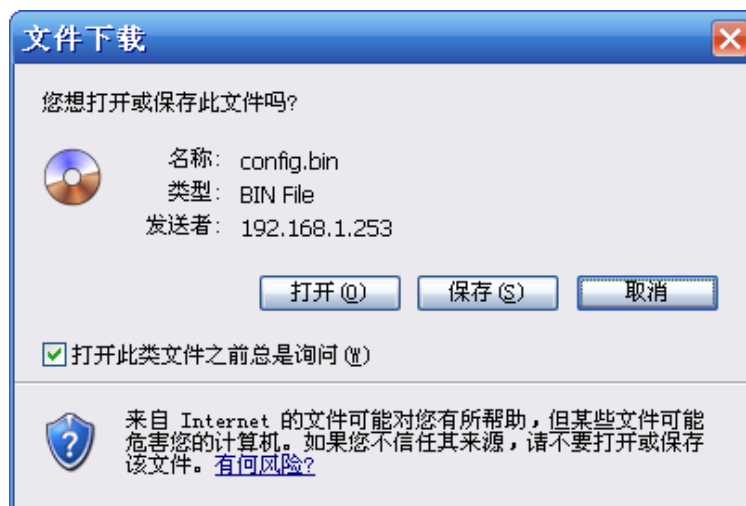 文件下载
您想打开或保存此文件吗?
名称: config.bin
类型: BIN File
发送者: 192.168.1.253
打开(O) 保存(S) 取消
打开此类文件之前总是询问(W)
来自 Internet 的文件可能对您有所帮助，但某些文件可能
危害您的计算机。如果您不信任其来源，请不要打开或保存
该文件。有何风险?